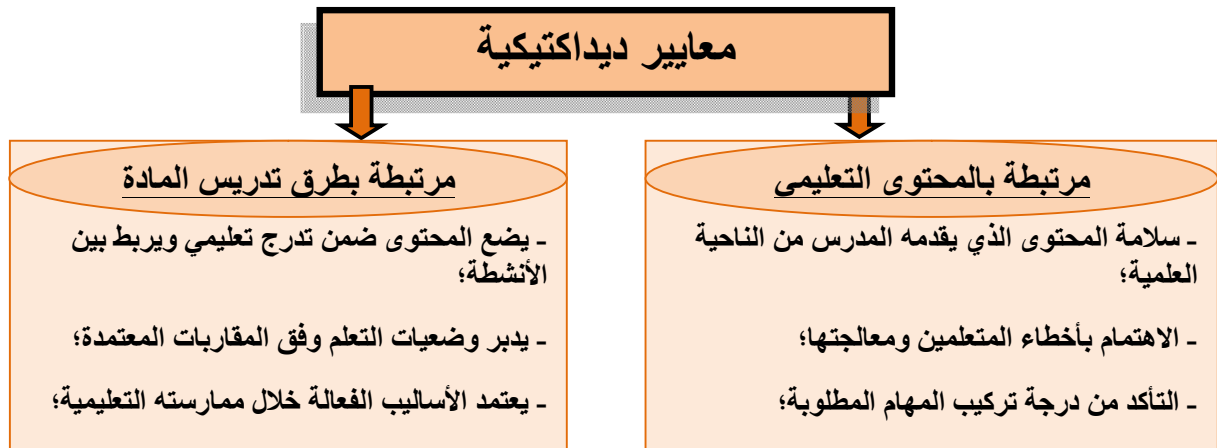 معايير ديداكتيكية
مرتبطة بالمحتوى التعليمي
- سلامة المحتوى الذي يقدمه المدرس من الناحية
العلمية؛
- الاهتمام بأخطاء المتعلمين ومعالجتها؛
- التأكد من درجة تركيب المهام المطلوبة؛
مرتبطة بطرق تدريس المادة
- يضع المحتوى ضمن تدرج تعليمي ويربط بين
الأنشطة؛
- يدبر وضعيات التعلم وفق المقاربات المعتمدة؛
- يعتمد الأساليب الفعالة خلال ممارسته التعليمية؛